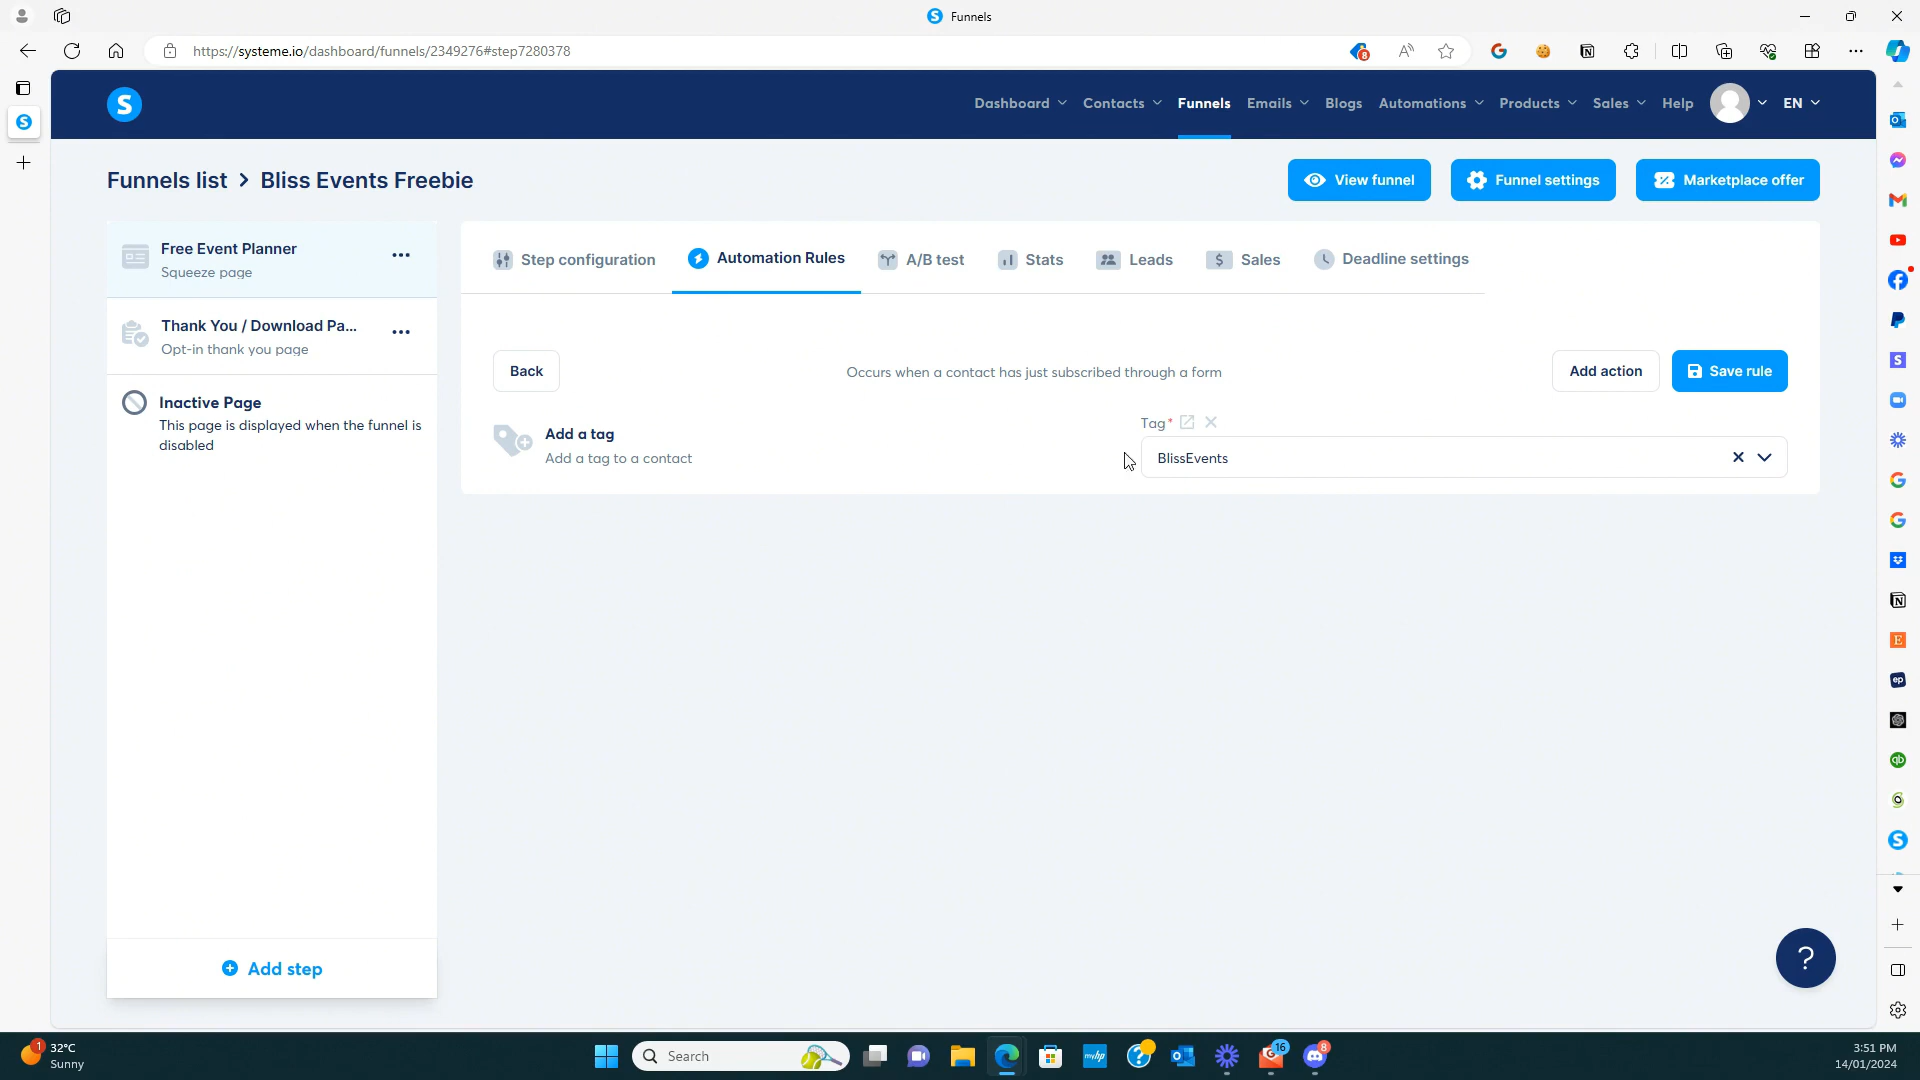 Funnels
https://systeme.io/dashboard/funnels/2349276#step7280378
8
S
Dashboard
Contacts
Funnels
Emails
Blogs
Automations
Products
Sales
Help
EN
Funnels list > Bliss Events Freebie
View funnel
Funnel settings
Marketplace offer
Free Event Planner
Squeeze page
Thank You / Download Pa...
Opt-in thank you page
Inactive Page
This page is displayed when the funnel is
disabled
Add step
Step configuration
Automation Rules
A/B test
Stats
Leads
Sales
Deadline settings
Back
Occurs when a contact has just subscribed through a form
Add action
Save rule
Add a tag
Add a tag to a contact
Tag*
BlissEvents
?
1
32°C
Sunny
Search
myhp
16
8
3:51 PM
14/01/2024